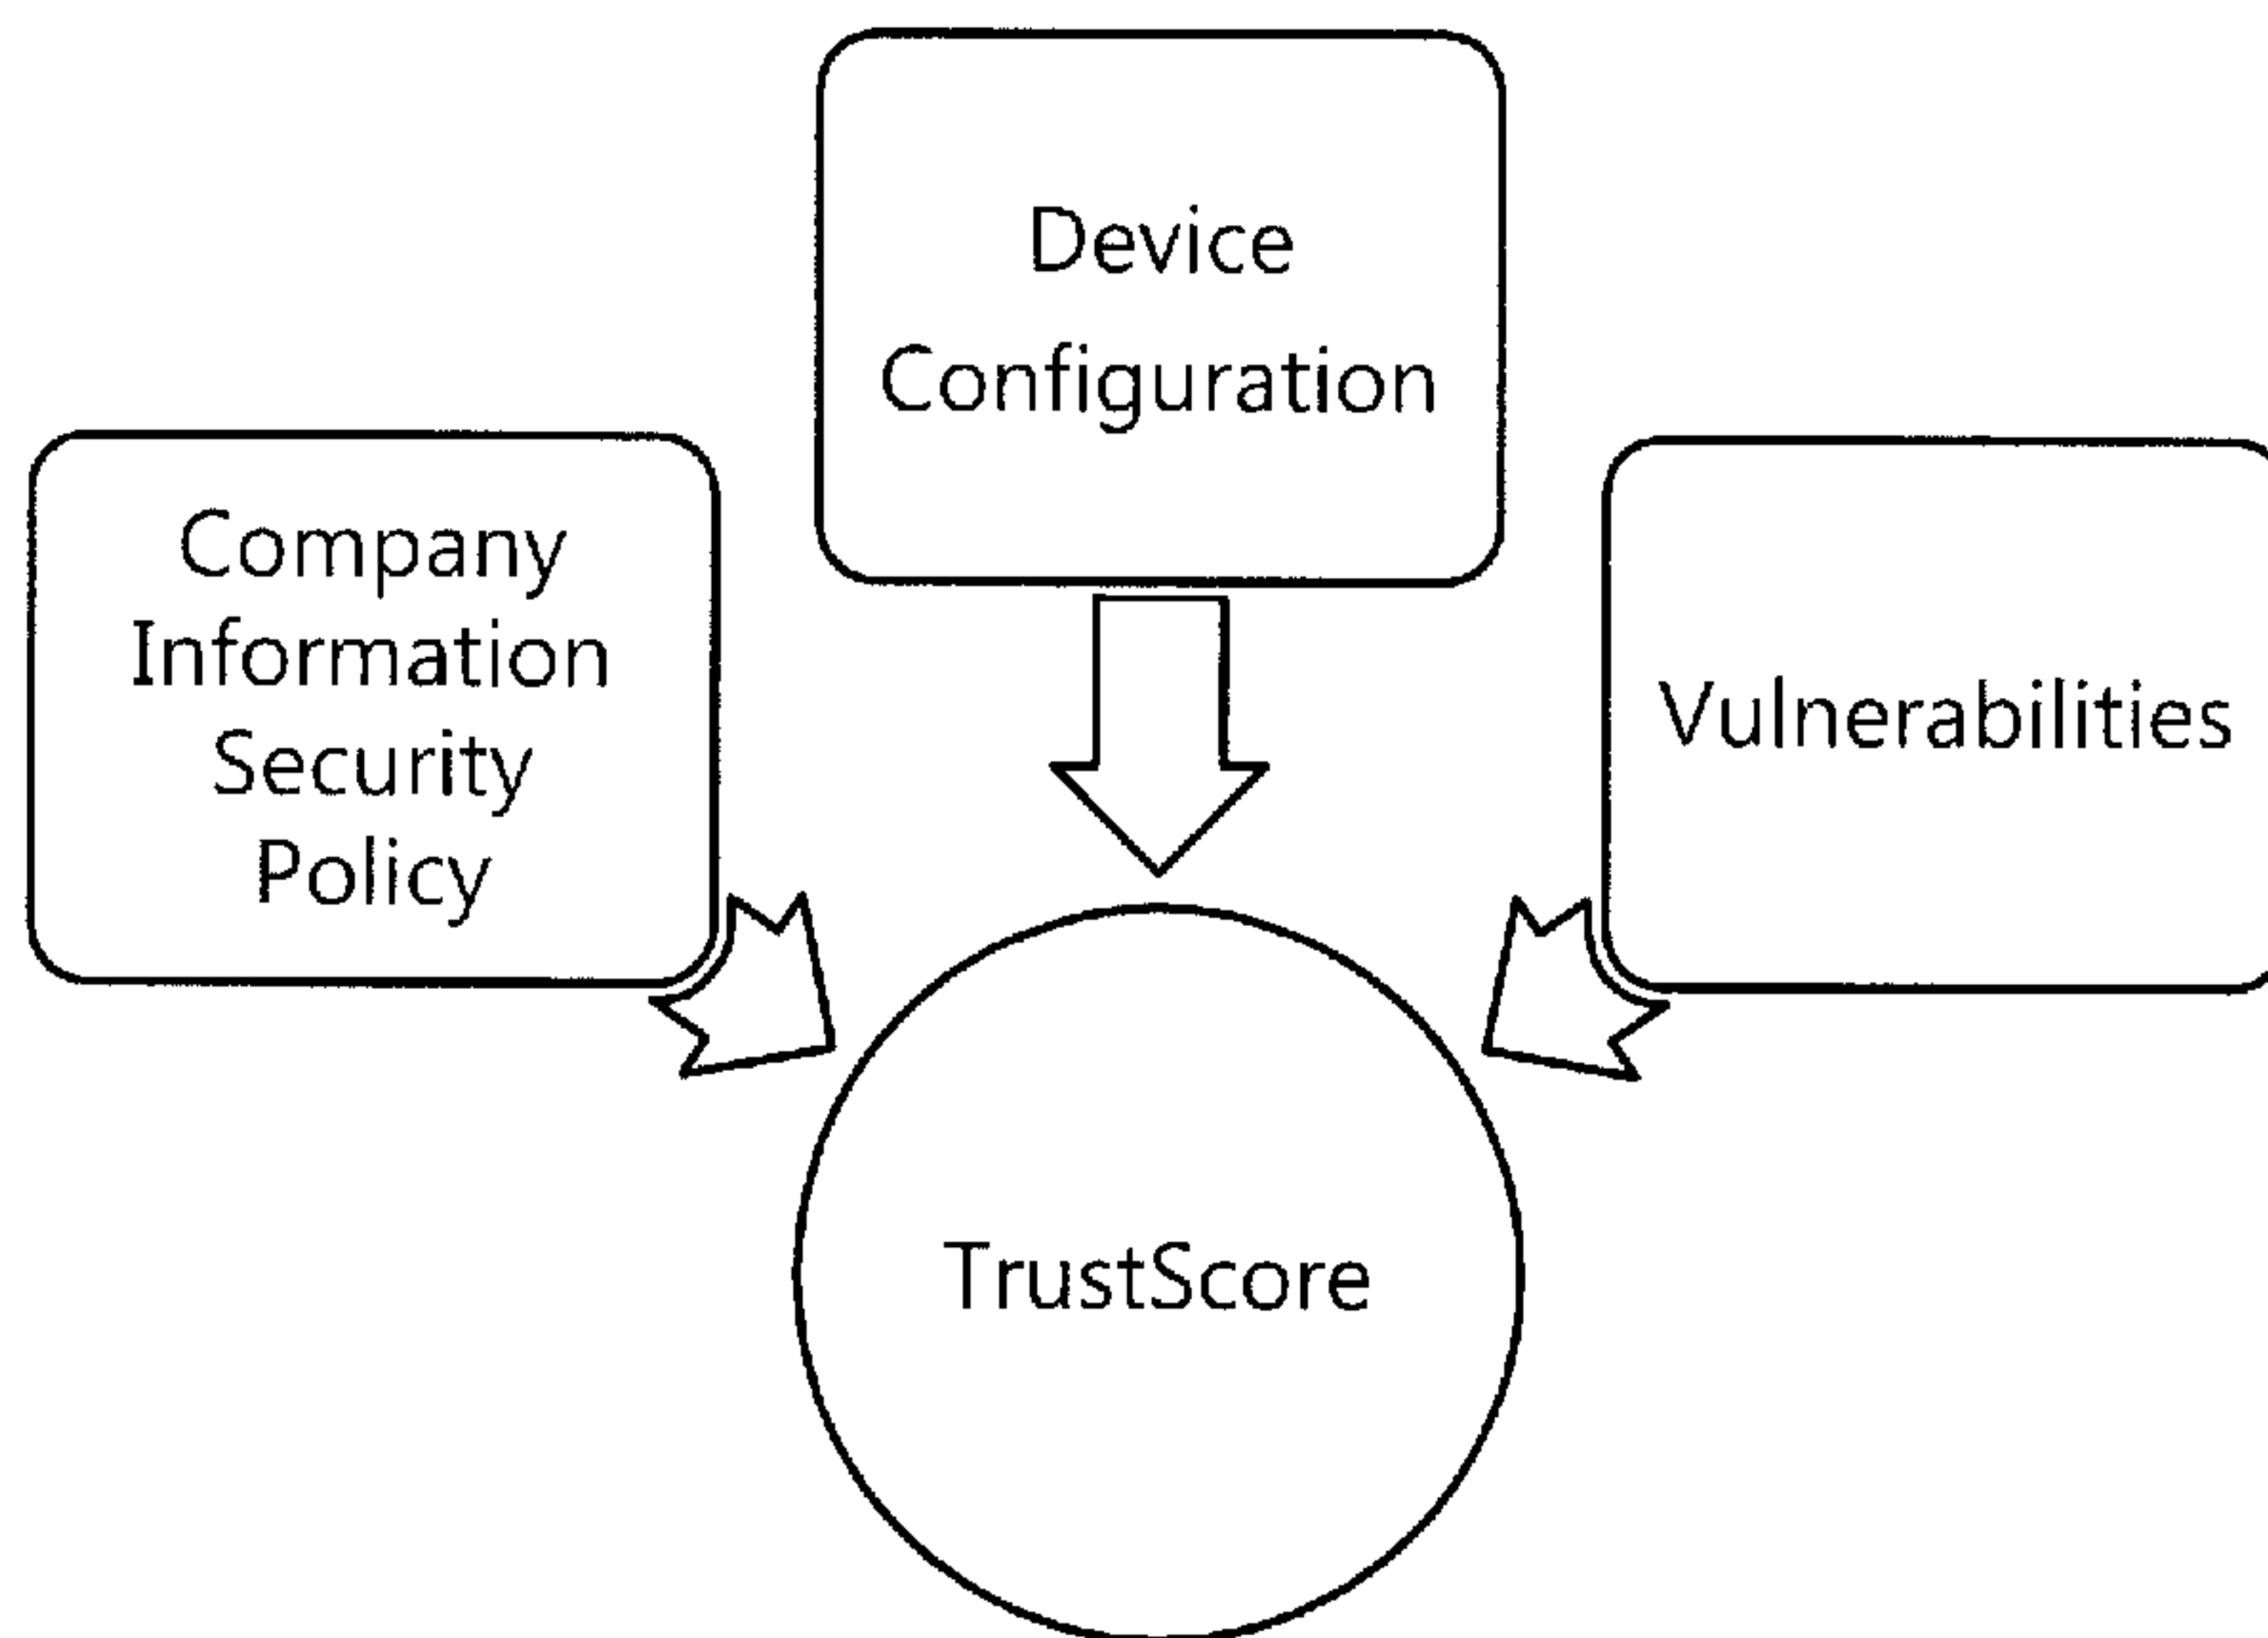 Device
Configuration
Company
Information
Security
Policy
Vulnerabilities
TrustScore